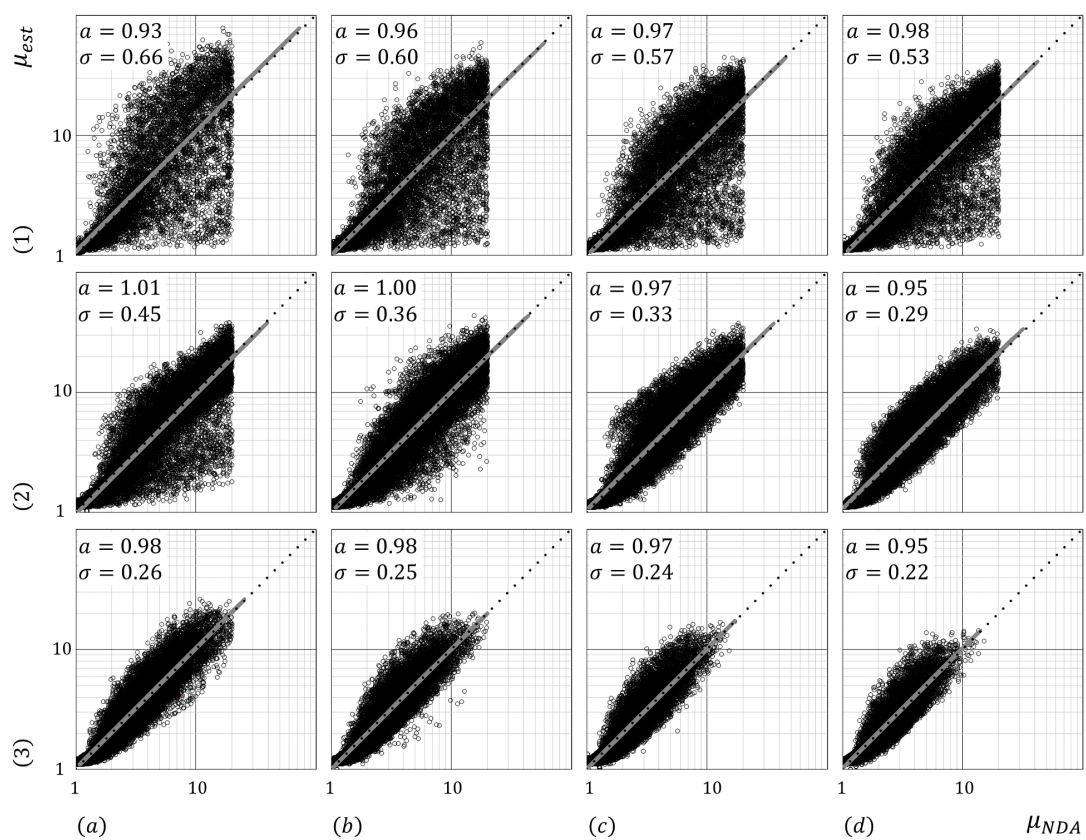 μest
a = 0.93
σ = 0.66
a = 0.96
σ = 0.60
a = 0.97
σ = 0.57
a = 0.98
σ = 0.53
10
(1)
1
a = 1.01
σ = 0.45
a = 1.00
σ = 0.36
a = 0.97
σ = 0.33
a = 0.95
σ = 0.29
10
(2)
1
a = 0.98
σ = 0.26
a = 0.98
σ = 0.25
a = 0.97
σ = 0.24
a = 0.95
σ = 0.22
10
(3)
1
1 10 1 10 1 10 1 10
(a) (b) (c) (d) μNDA